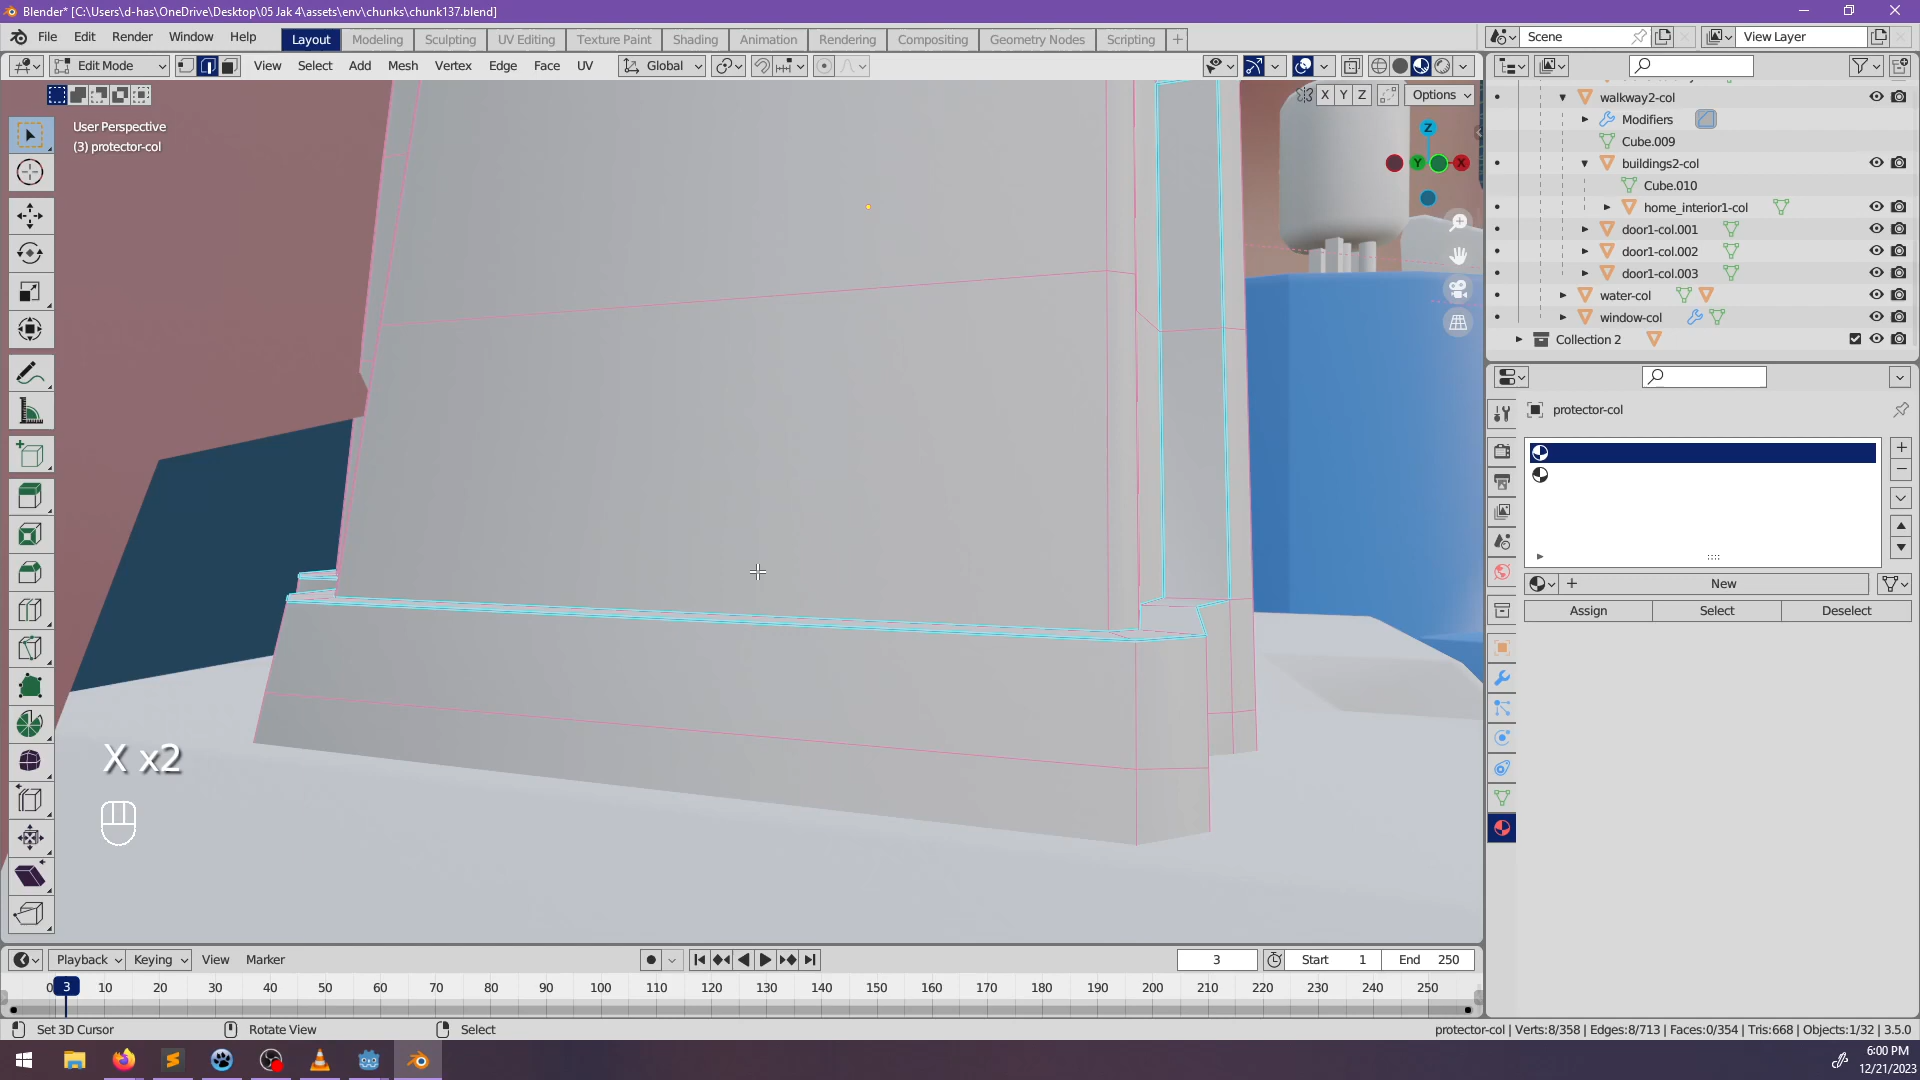 Blender* [C:\Users\d-has\OneDrive\Desktop\05 Jak 4\assets\env\chunks\chunk137.blend]
File Edit Render Window Help Layout Modeling Sculpting UV Editing Texture Paint Shading Animation Rendering Compositing Geometry Nodes Scripting + Scene View Layer
Edit Mode View Select Add Mesh Vertex Edge Face UV Global
X Y Z Options
User Perspective
(3) protector-col
Z
Y X
walkway2-col
Modifiers
Cube.009
buildings2-col
Cube.010
home_interior1-col
door1-col.001
door1-col.002
door1-col.003
water-col
window-col
Collection 2
protector-col
New
Assign Select Deselect
X x2
Playback Keying View Marker 3 Start 1 End 250
0 3 10 20 30 40 50 60 70 80 90 100 110 120 130 140 150 160 170 180 190 200 210 220 230 240 250
Set 3D Cursor Rotate View Select protector-col | Verts:8/358 | Edges:8/713 | Faces:0/354 | Tris:668 | Objects:1/32 | 3.5.0
6:00 PM
12/21/2023